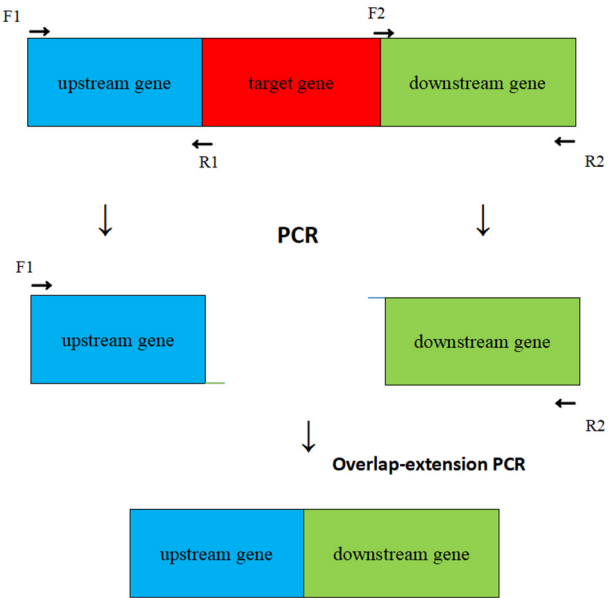 F1
F2
upstream gene
target gene
downstream gene
R1
R2
PCR
F1
upstream gene
downstream gene
R2
Overlap-extension PCR
upstream gene
downstream gene